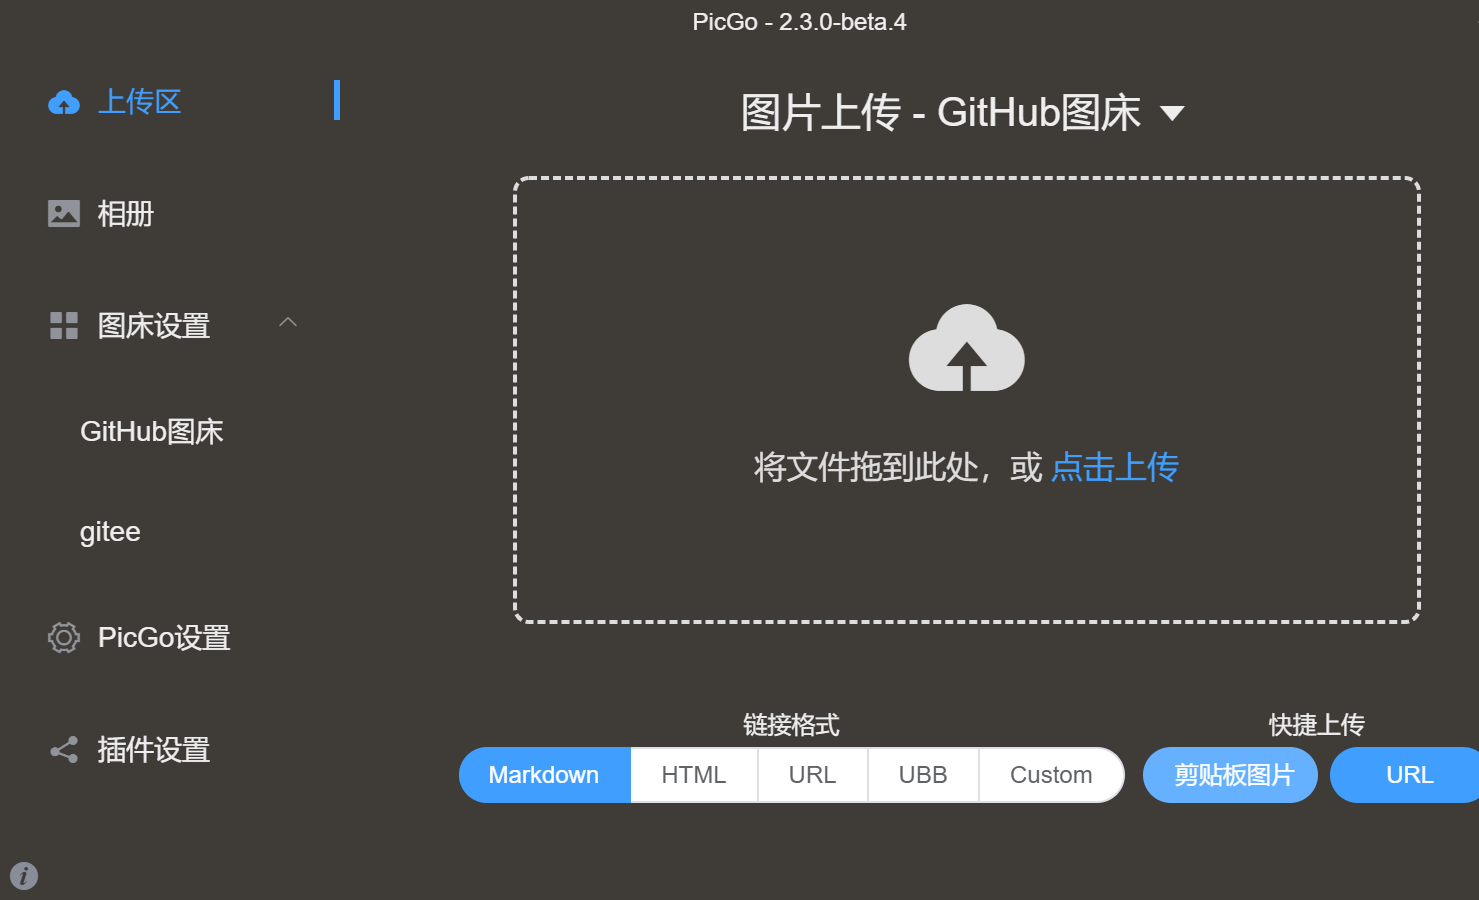 PicGo - 2.3.0-beta.4
上传区
相册
图床设置
GitHub图床
gitee
PicGo设置
插件设置
图片上传 - GitHub图床
将文件拖到此处，或 点击上传
链接格式
Markdown HTML URL UBB Custom
快捷上传
剪贴板图片 URL
i